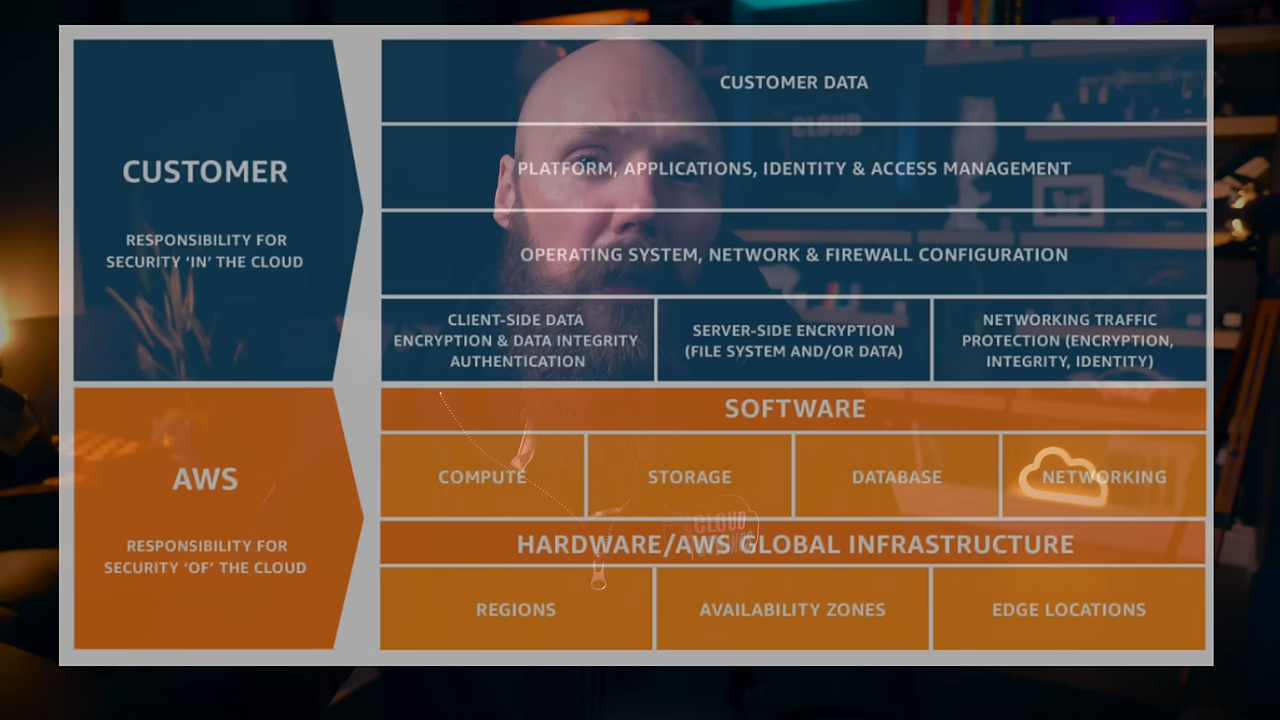 CUSTOMER DATA
CUSTOMER
PLATFORM, APPLICATIONS, IDENTITY & ACCESS MANAGEMENT
RESPONSIBILITY FOR
SECURITY ‘IN’ THE CLOUD
OPERATING SYSTEM, NETWORK & FIREWALL CONFIGURATION
CLIENT-SIDE DATA
ENCRYPTION & DATA INTEGRITY
AUTHENTICATION
SERVER-SIDE ENCRYPTION
(FILE SYSTEM AND/OR DATA)
NETWORKING TRAFFIC
PROTECTION (ENCRYPTION,
INTEGRITY, IDENTITY)
AWS
RESPONSIBILITY FOR
SECURITY ‘OF’ THE CLOUD
SOFTWARE
COMPUTE
STORAGE
DATABASE
NETWORKING
HARDWARE/AWS GLOBAL INFRASTRUCTURE
REGIONS
AVAILABILITY ZONES
EDGE LOCATIONS
CLOUD
CLOUD